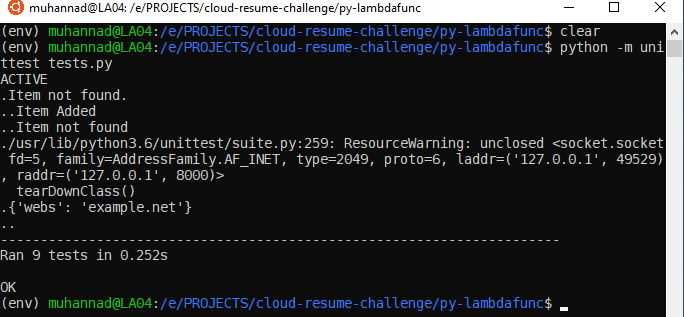 muhannad@LA04: /e/PROJECTS/cloud-resume-challenge/py-lambdafunc
(env) muhannad@LA04:/e/PROJECTS/cloud-resume-challenge/py-lambdafunc$ clear
(env) muhannad@LA04:/e/PROJECTS/cloud-resume-challenge/py-lambdafunc$ python -m uni
ttest tests.py
ACTIVE
.Item not found.
..Item Added
..Item not found
./usr/lib/python3.6/unittest/suite.py:259: ResourceWarning: unclosed <socket.socket
 fd=5, family=AddressFamily.AF_INET, type=2049, proto=6, laddr=('127.0.0.1', 49529)
, raddr=('127.0.0.1', 8000)>
  tearDownClass()
.{'webs': 'example.net'}
..
----------------------------------------------------------------------
Ran 9 tests in 0.252s

OK
(env) muhannad@LA04:/e/PROJECTS/cloud-resume-challenge/py-lambdafunc$